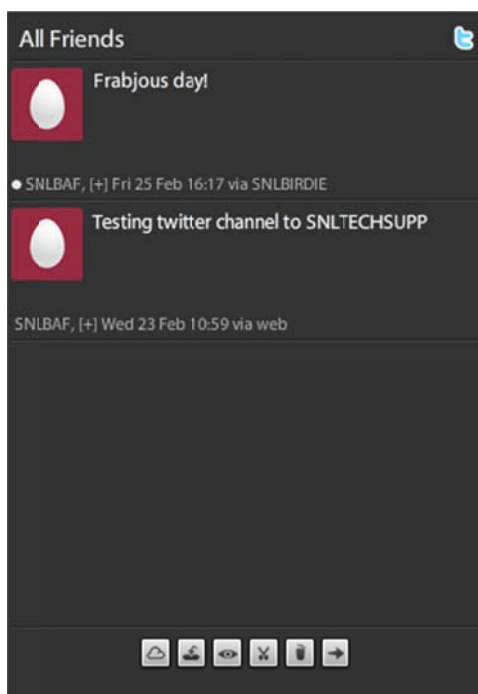 All Friends
Frabjous day!
SNLBAF, [+] Fri 25 Feb 16:17 via SNLBIRDIE
Testing twitter channel to SNLTECHSUPP
SNLBAF, [+] Wed 23 Feb 10:59 via web